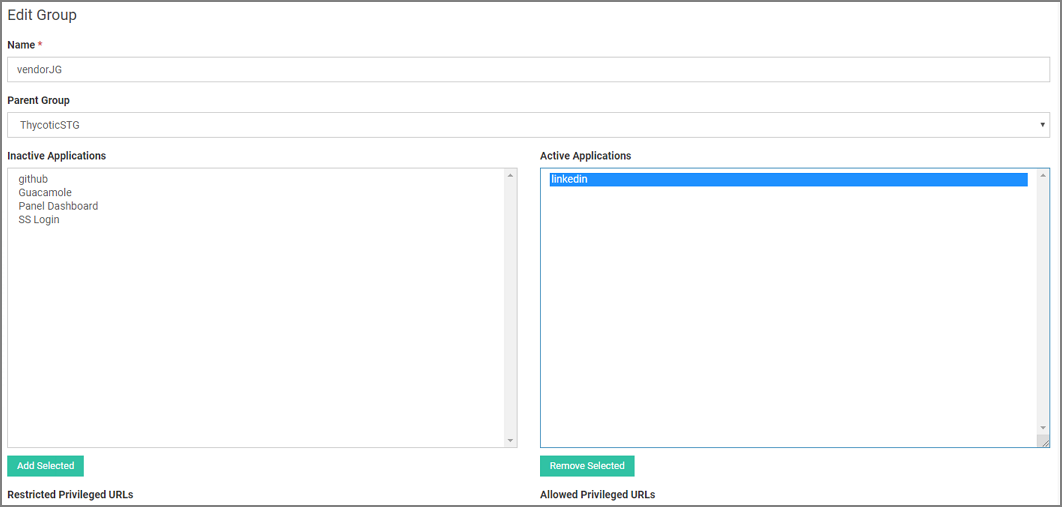 Edit Group
Name *
vendorJG
Parent Group
ThycoticSTG
Inactive Applications
github
Guacamole
Panel Dashboard
SS Login
Add Selected
Active Applications
linkedin
Remove Selected
Restricted Privileged URLs
Allowed Privileged URLs